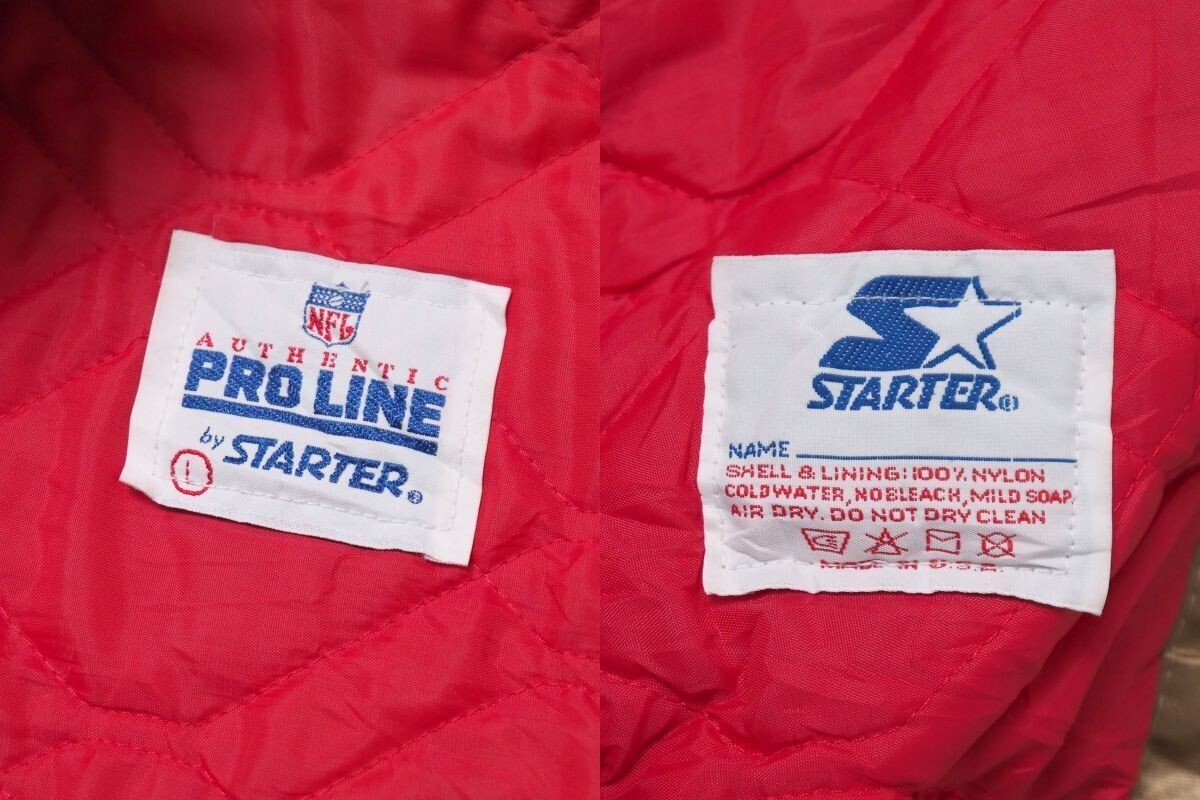 NFL
AUTHENTIC
PRO LINE
by STARTER®
L
STARTER®
NAME
SHELL & LINING: 100% NYLON
COLD WATER, NO BLEACH, MILD SOAP.
AIR DRY. DO NOT DRY CLEAN
MADE IN U.S.A.